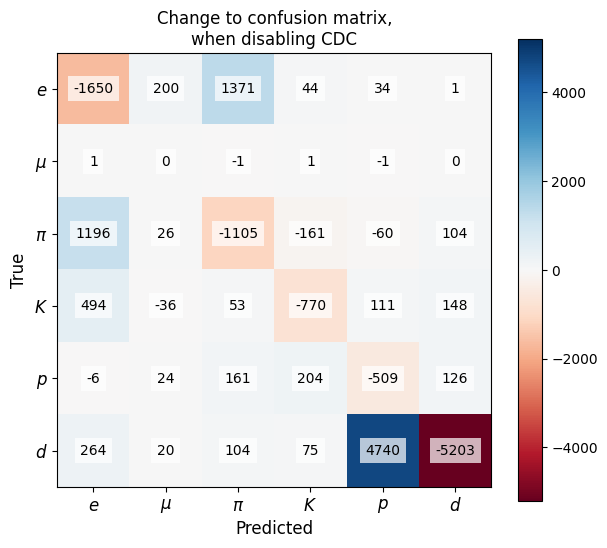 Change to confusion matrix,
when disabling CDC
e -1650 200 1371 44 34 1
μ 1 0 -1 1 -1 0
π 1196 26 -1105 -161 -60 104
K 494 -36 53 -770 111 148
p -6 24 161 204 -509 126
d 264 20 104 75 4740 -5203
e μ π K p d
Predicted
True
4000
2000
0
−2000
−4000